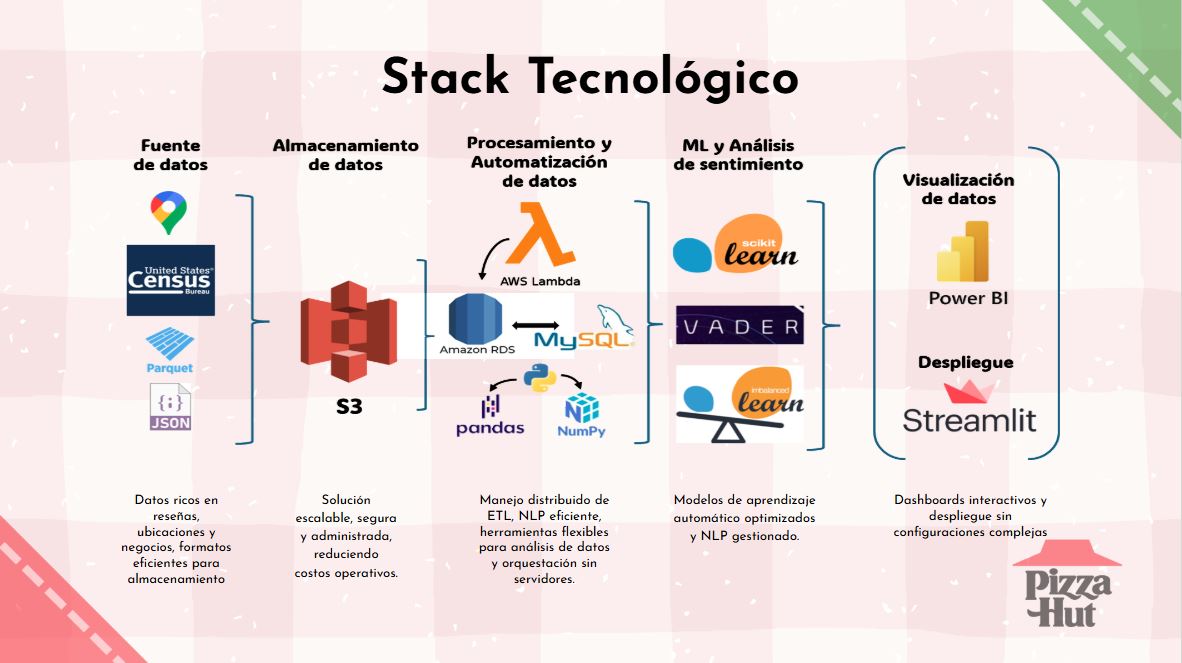 Stack Tecnológico
Fuente
de datos
United States®
Census
Bureau
Parquet
{;}
JSON
Datos ricos en
reseñas,
ubicaciones y
negocios, formatos
eficientes para
almacenamiento
Almacenamiento
de datos
S3
Solución
escalable, segura
y administrada,
reduciendo
costos operativos.
Procesamiento y
Automatización
de datos
AWS Lambda
Amazon RDS
MySQL®
pandas
NumPy
Manejo distribuido de
ETL, NLP eficiente,
herramientas flexibles
para análisis de datos
y orquestación sin
servidores.
ML y Análisis
de sentimiento
scikit
learn
VADER
imbalanced
learn
Modelos de aprendizaje
automático optimizados
y NLP gestionado.
Visualización
de datos
Power BI
Despliegue
Streamlit
Dashboards interactivos y
despliegue sin
configuraciones complejas
Pizza
Hut